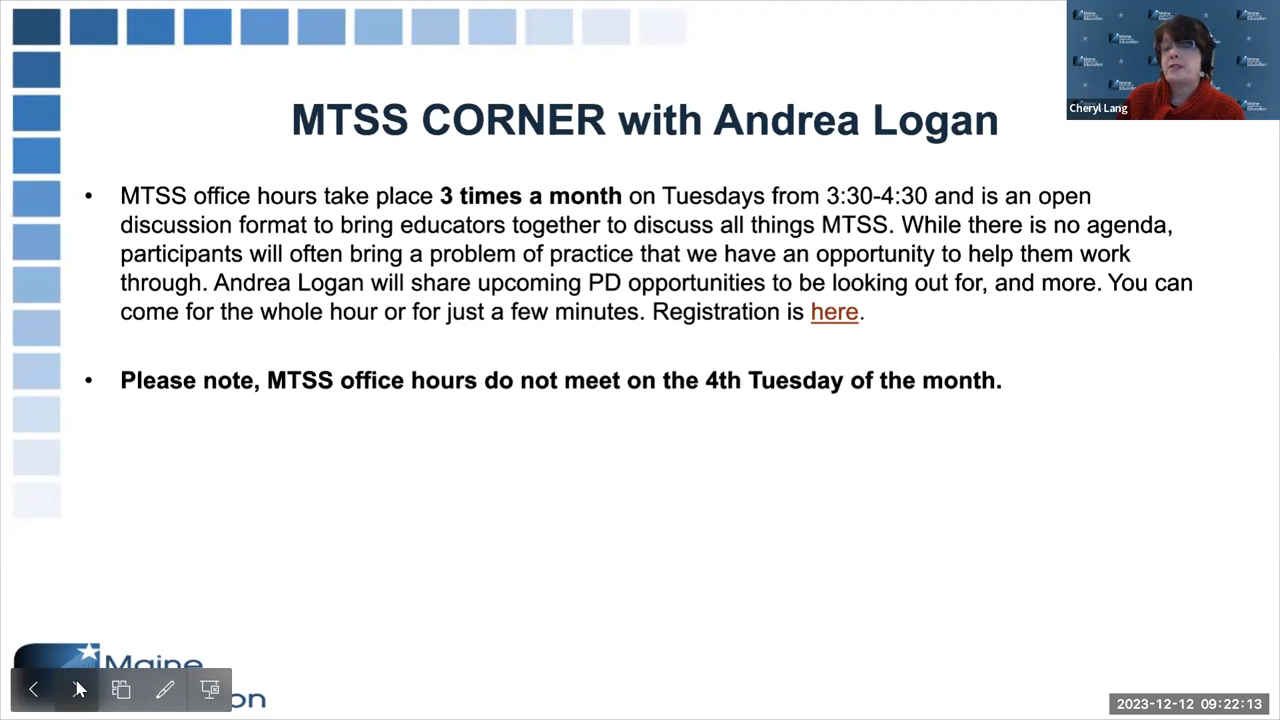 MTSS CORNER with Andrea Logan
Cheryl Lang
• MTSS office hours take place 3 times a month on Tuesdays from 3:30-4:30 and is an open
discussion format to bring educators together to discuss all things MTSS. While there is no agenda,
participants will often bring a problem of practice that we have an opportunity to help them work
through. Andrea Logan will share upcoming PD opportunities to be looking out for, and more. You can
come for the whole hour or for just a few minutes. Registration is here.
• Please note, MTSS office hours do not meet on the 4th Tuesday of the month.
Maine
on
2023-12-12 09:22:13